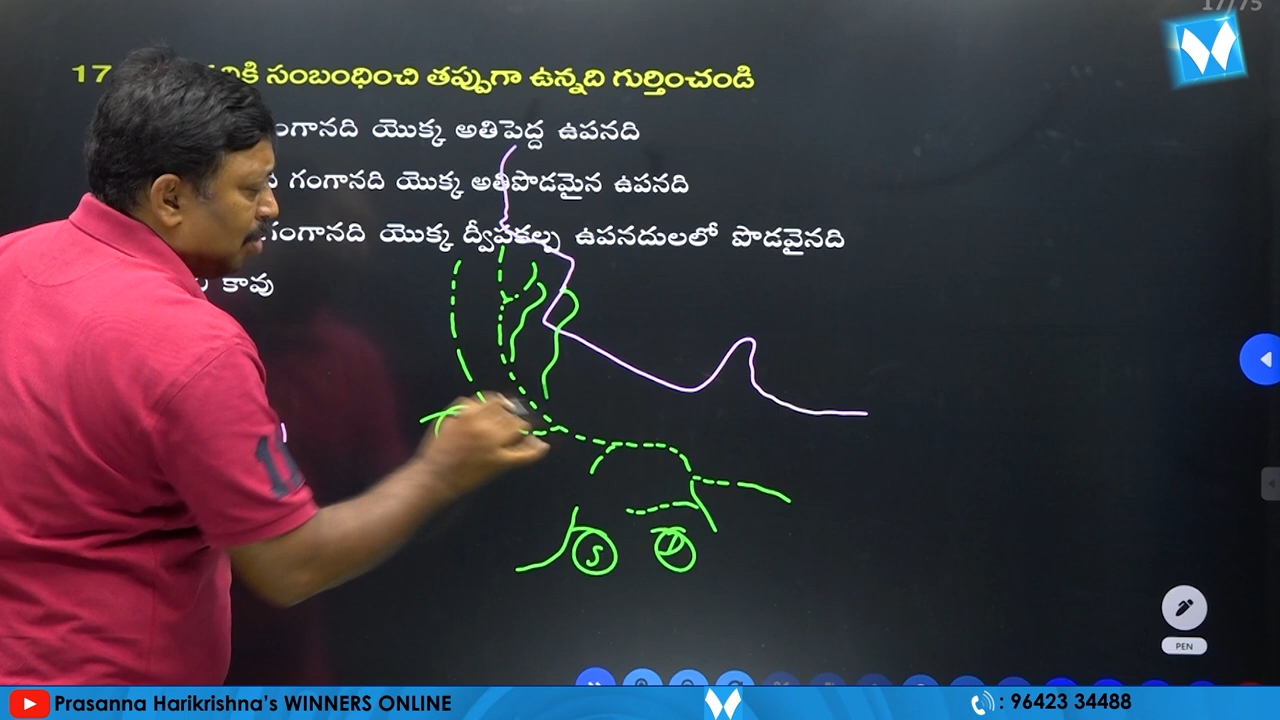 17/75
17 సంబంధించి తప్పుగా ఉన్నది గుర్తించండి
గంగానది యొక్క అతిపెద్ద ఉపనది
గంగానది యొక్క అతిపొడమైన ఉపనది
గంగానది యొక్క ద్వీపకల్ప ఉపనదులలో పొడవైనది
కావు
S
PEN
Prasanna Harikrishna's WINNERS ONLINE
: 96423 34488